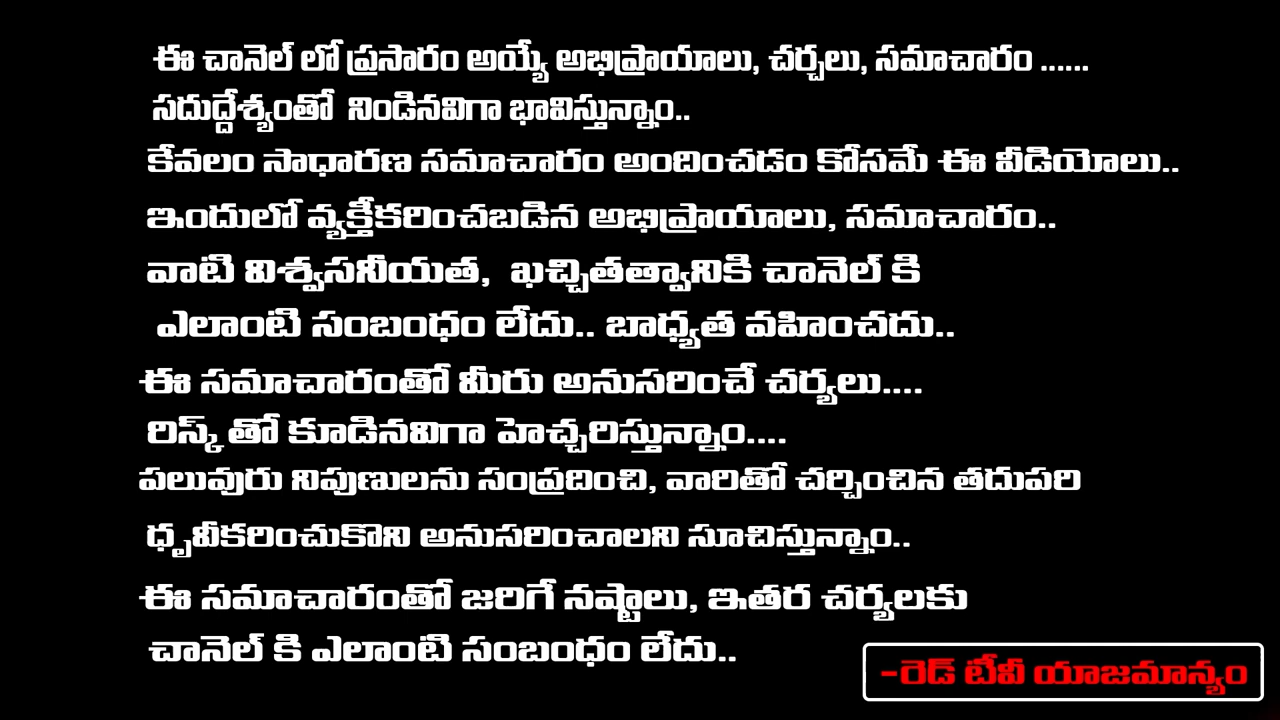 ఈ చానెల్ లో ప్రసారం అయ్యే అభిప్రాయాలు, చర్చలు, సమాచారం ......
సదుద్దేశ్యంతో నిండినవిగా భావిస్తున్నాం..
కేవలం సాధారణ సమాచారం అందించడం కోసమే ఈ వీడియోలు..
ఇందులో వ్యక్తీకరించబడిన అభిప్రాయాలు, సమాచారం..
వాటి విశ్వసనీయత, ఖచ్చితత్వానికి చానెల్ కి
ఎలాంటి సంబంధం లేదు.. బాధ్యత వహించదు..
ఈ సమాచారంతో మీరు అనుసరించే చర్యలు....
రిస్క్ తో కూడినవిగా హెచ్చరిస్తున్నాం....
పలువురు నిపుణులను సంప్రదించి, వారితో చర్చించిన తదుపరి
ధృవీకరించుకొని అనుసరించాలని సూచిస్తున్నాం..
ఈ సమాచారంతో జరిగే నష్టాలు, ఇతర చర్యలకు
చానెల్ కి ఎలాంటి సంబంధం లేదు..
-రెడ్ టీవీ యాజమాన్యం